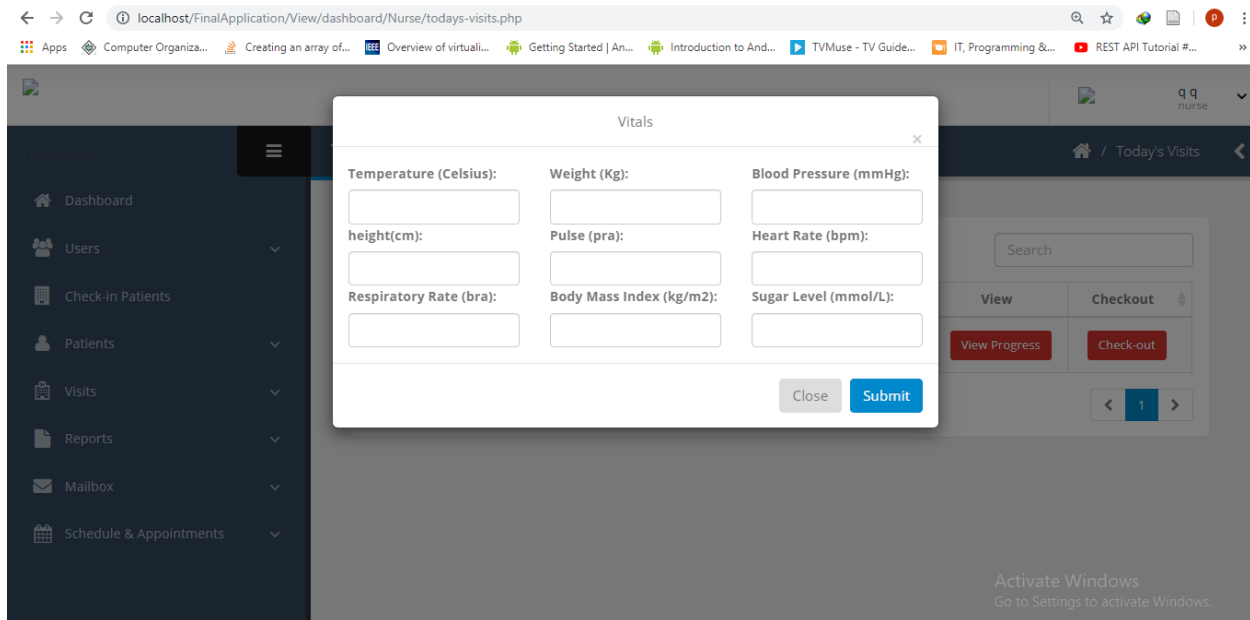 localhost/FinalApplication/View/dashboard/Nurse/todays-visits.php
P
Apps Computer Organiza... Creating an array of... IEEE Overview of virtuali... Getting Started | An... Introduction to And... TVMuse - TV Guide... IT, Programming &... REST API Tutorial #... »
q q
nurse
Vitals
×
Navigation
/ Today's Visits
Temperature (Celsius): Weight (Kg): Blood Pressure (mmHg):
height(cm): Pulse (pra): Heart Rate (bpm):
Respiratory Rate (bra): Body Mass Index (kg/m2): Sugar Level (mmol/L):
Close Submit
Dashboard
Users
Check-in Patients
Patients
Visits
Reports
Mailbox
Schedule & Appointments
Search
View Checkout
View Progress Check-out
1
Activate Windows
Go to Settings to activate Windows.